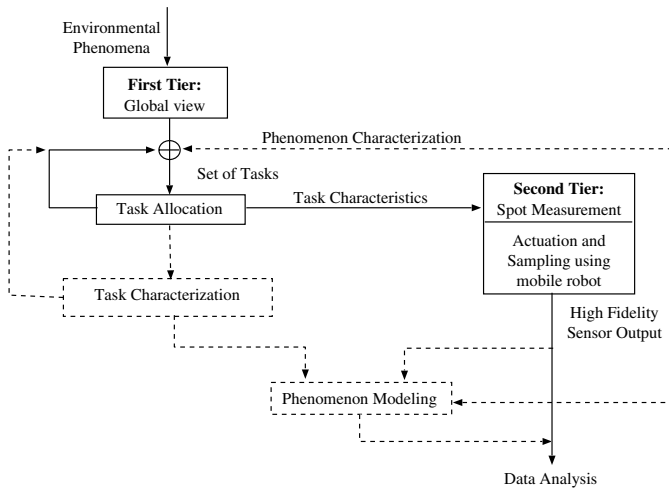 Environmental
Phenomena
First Tier:
Global view
Phenomenon Characterization
Set of Tasks
Task Allocation
Task Characteristics
Second Tier:
Spot Measurement
Actuation and
Sampling using
mobile robot
Task Characterization
High Fidelity
Sensor Output
Phenomenon Modeling
Data Analysis